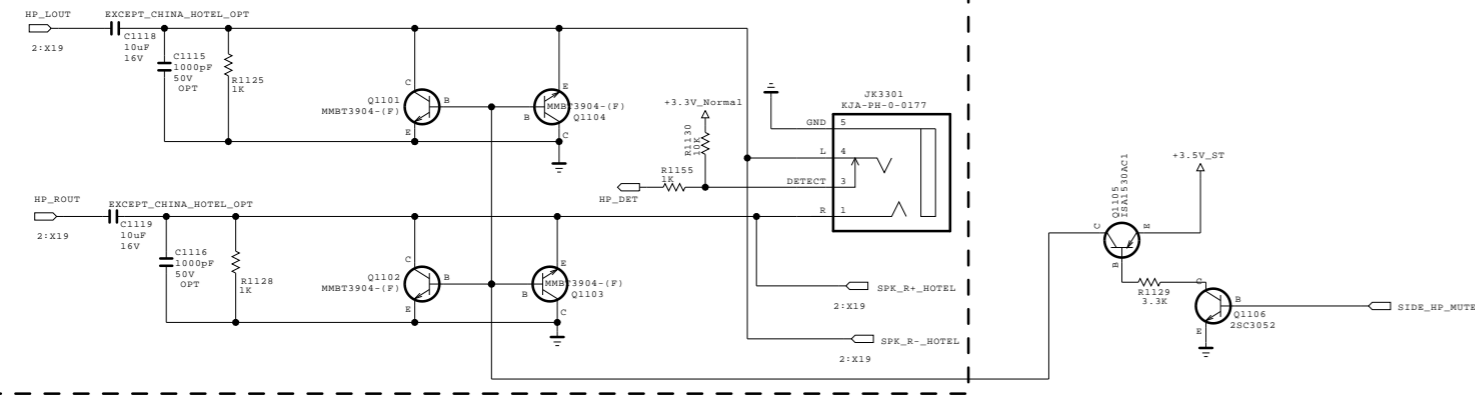 HP_LOUT
EXCEPT_CHINA_HOTEL_OPT
2:X19
C1118
10uF
16V
C1115
1000pF
50V
OPT
R1125
1K
C
Q1101
MMBT3904-(F)
B
E
E
MMBT3904-(F)
B
Q1104
C
+3.3V_Normal
R1130
10K
R1155
1K
HP_DET
JK3301
KJA-PH-0-0177
GND
5
L
4
DETECT
3
R
1
HP_ROUT
EXCEPT_CHINA_HOTEL_OPT
2:X19
C1119
10uF
16V
C1116
1000pF
50V
OPT
R1128
1K
C
Q1102
MMBT3904-(F)
B
E
E
MMBT3904-(F)
B
Q1103
C
SPK_R+_HOTEL
2:X19
SPK_R-_HOTEL
2:X19
Q1105
ISA1530AC1
+3.5V_ST
C
E
B
R1129
3.3K
C
B
Q1106
2SC3052
E
SIDE_HP_MUTE